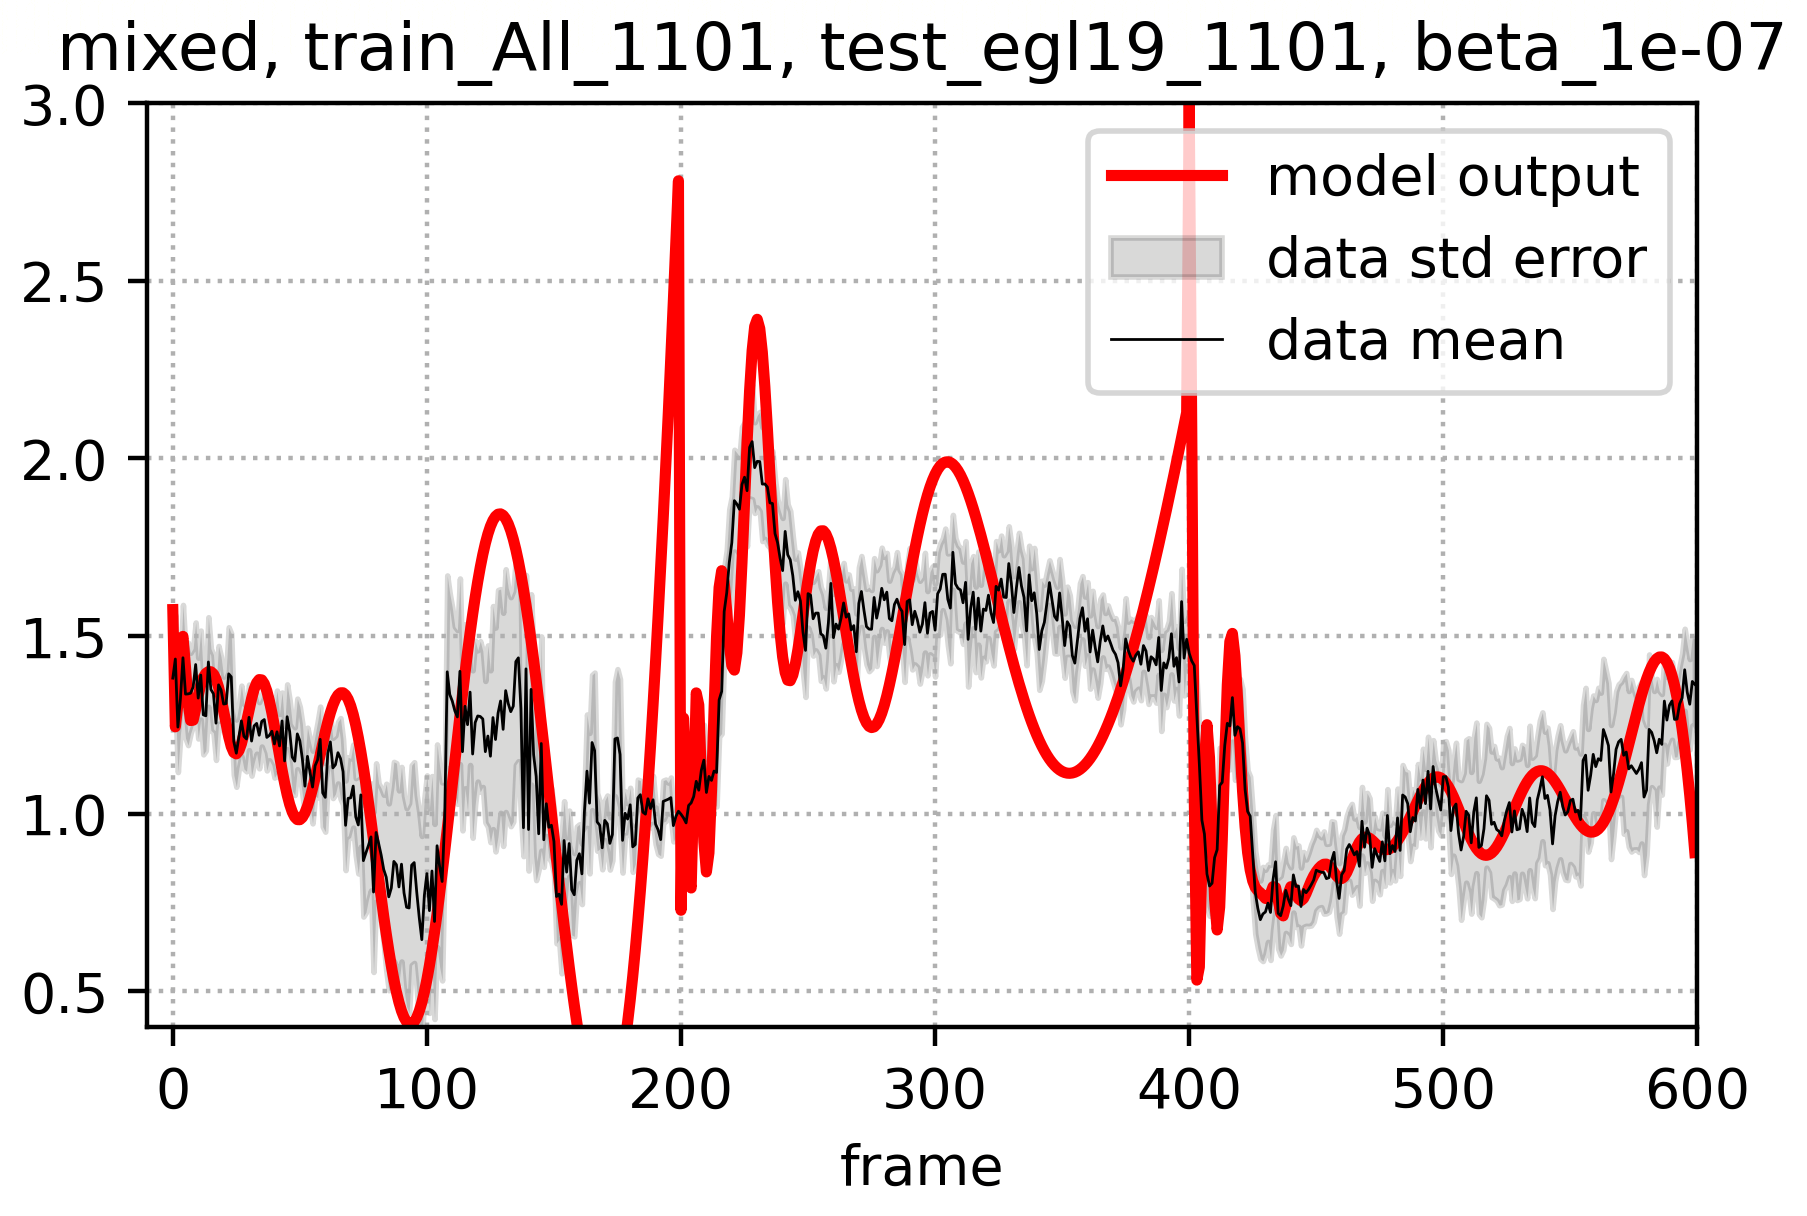 mixed, train_All_1101, test_egl19_1101, beta_1e-07
3.0
2.5
2.0
1.5
1.0
0.5
model output
data std error
data mean
0 100 200 300 400 500 600
frame